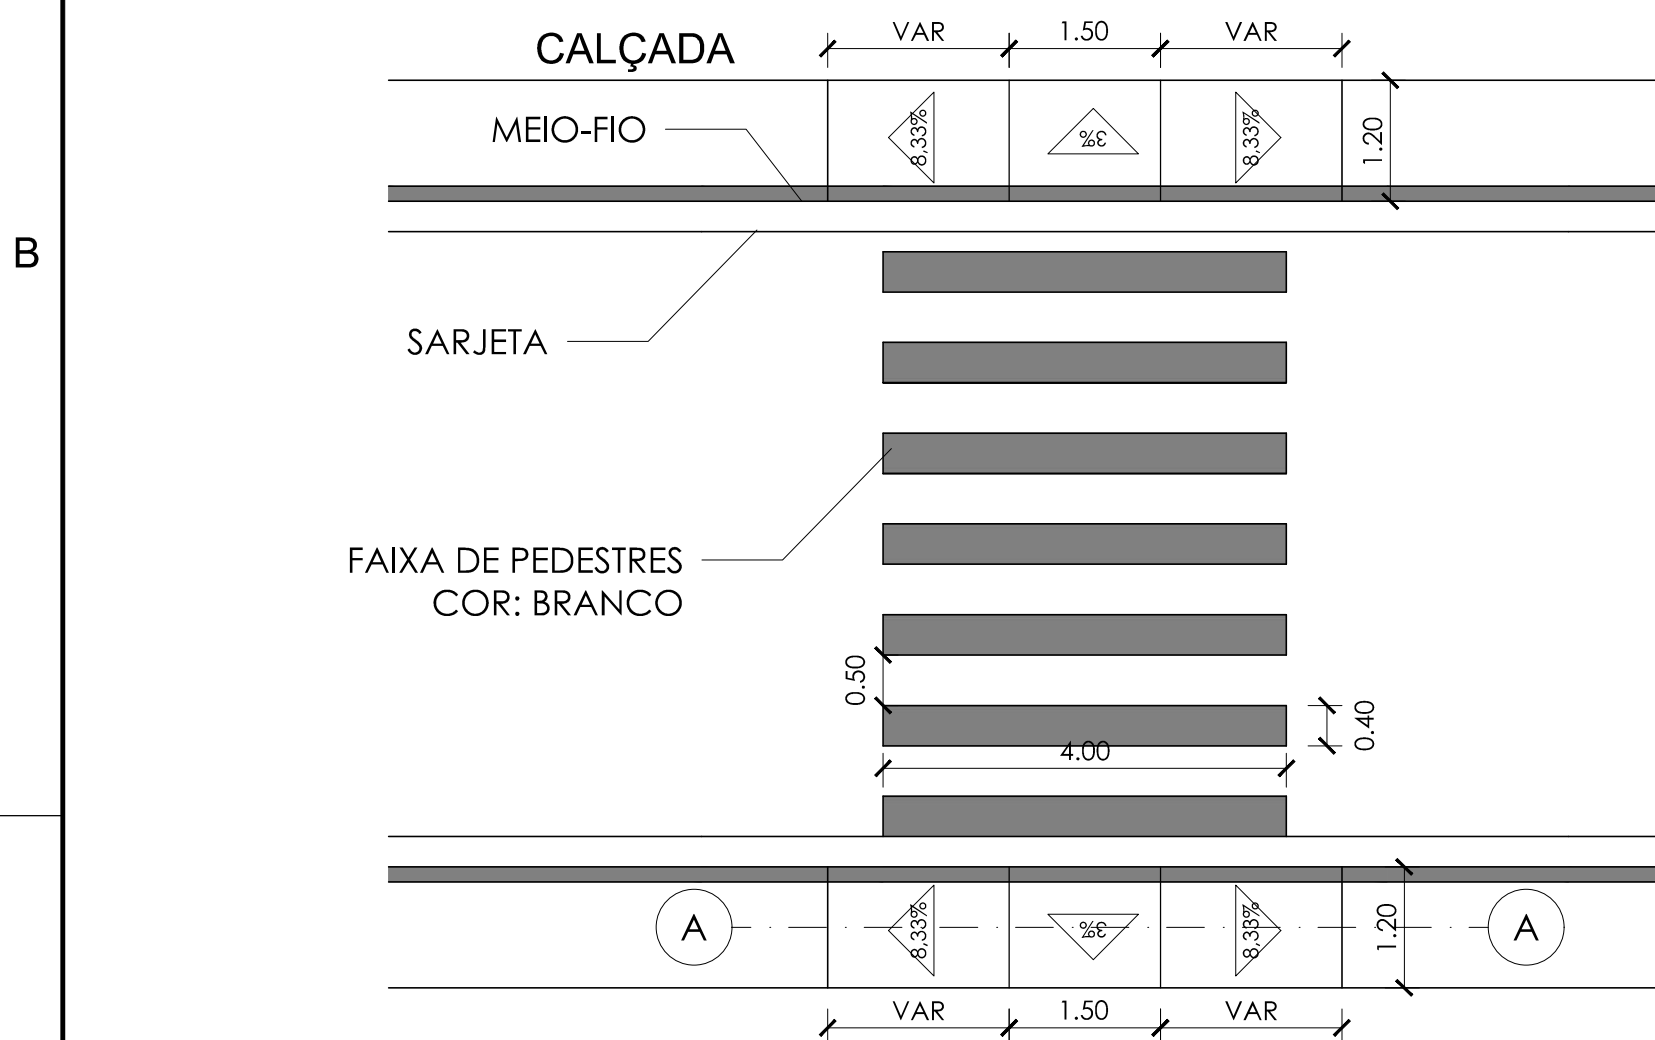 VAR 1.50 VAR
CALÇADA
8,33% 3% 8,33%
1.20
MEIO-FIO
B
SARJETA
FAIXA DE PEDESTRES
COR: BRANCO
0.50
0.40
4.00
A 8,33% 3% 8,33% 1.20 A
VAR 1.50 VAR